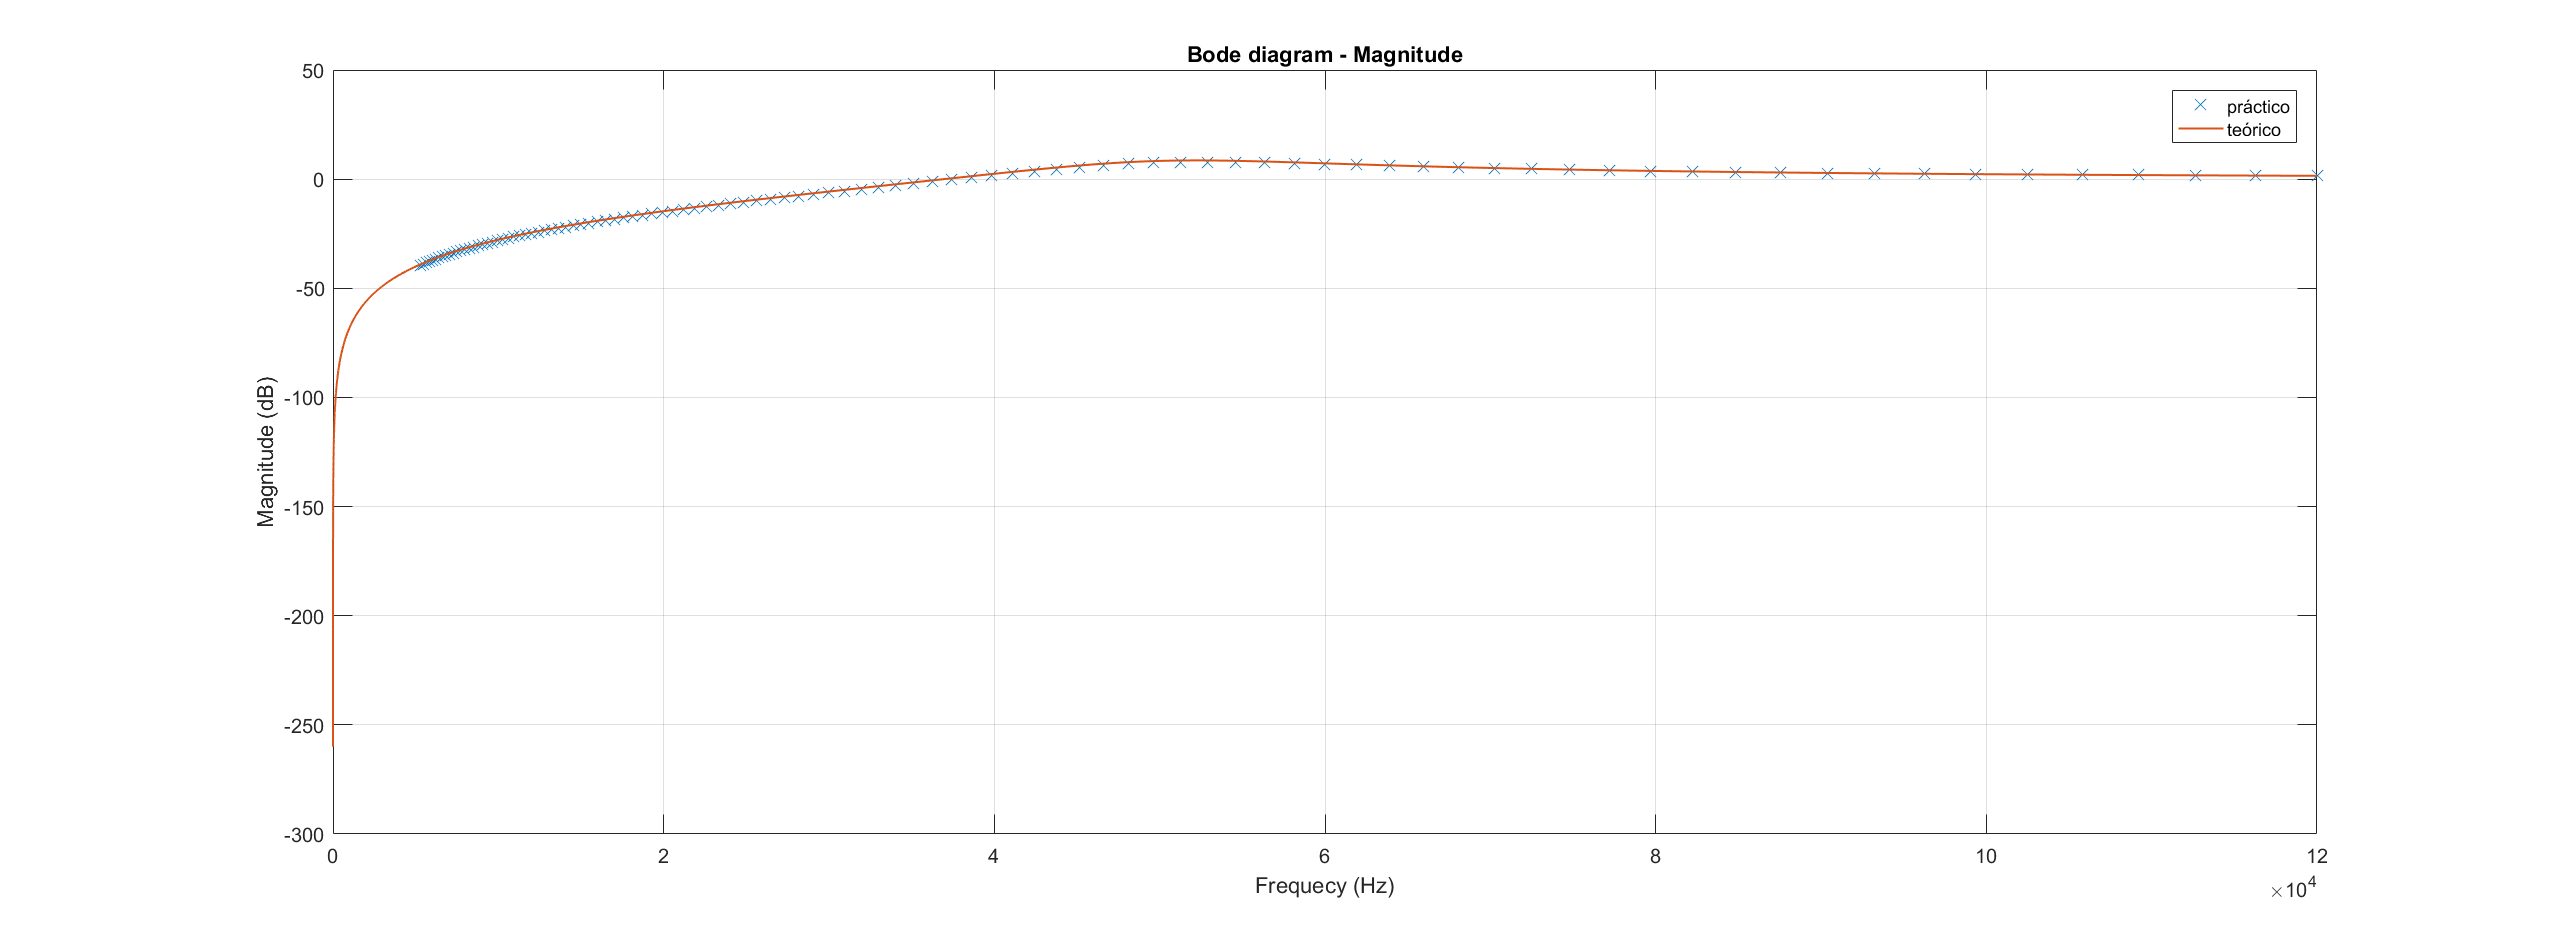 Bode diagram - Magnitude
50
0
-50
-100
-150
-200
-250
-300
Magnitude (dB)
práctico
teórico
0 2 4 6 8 10 12
×10⁴
Frequecy (Hz)